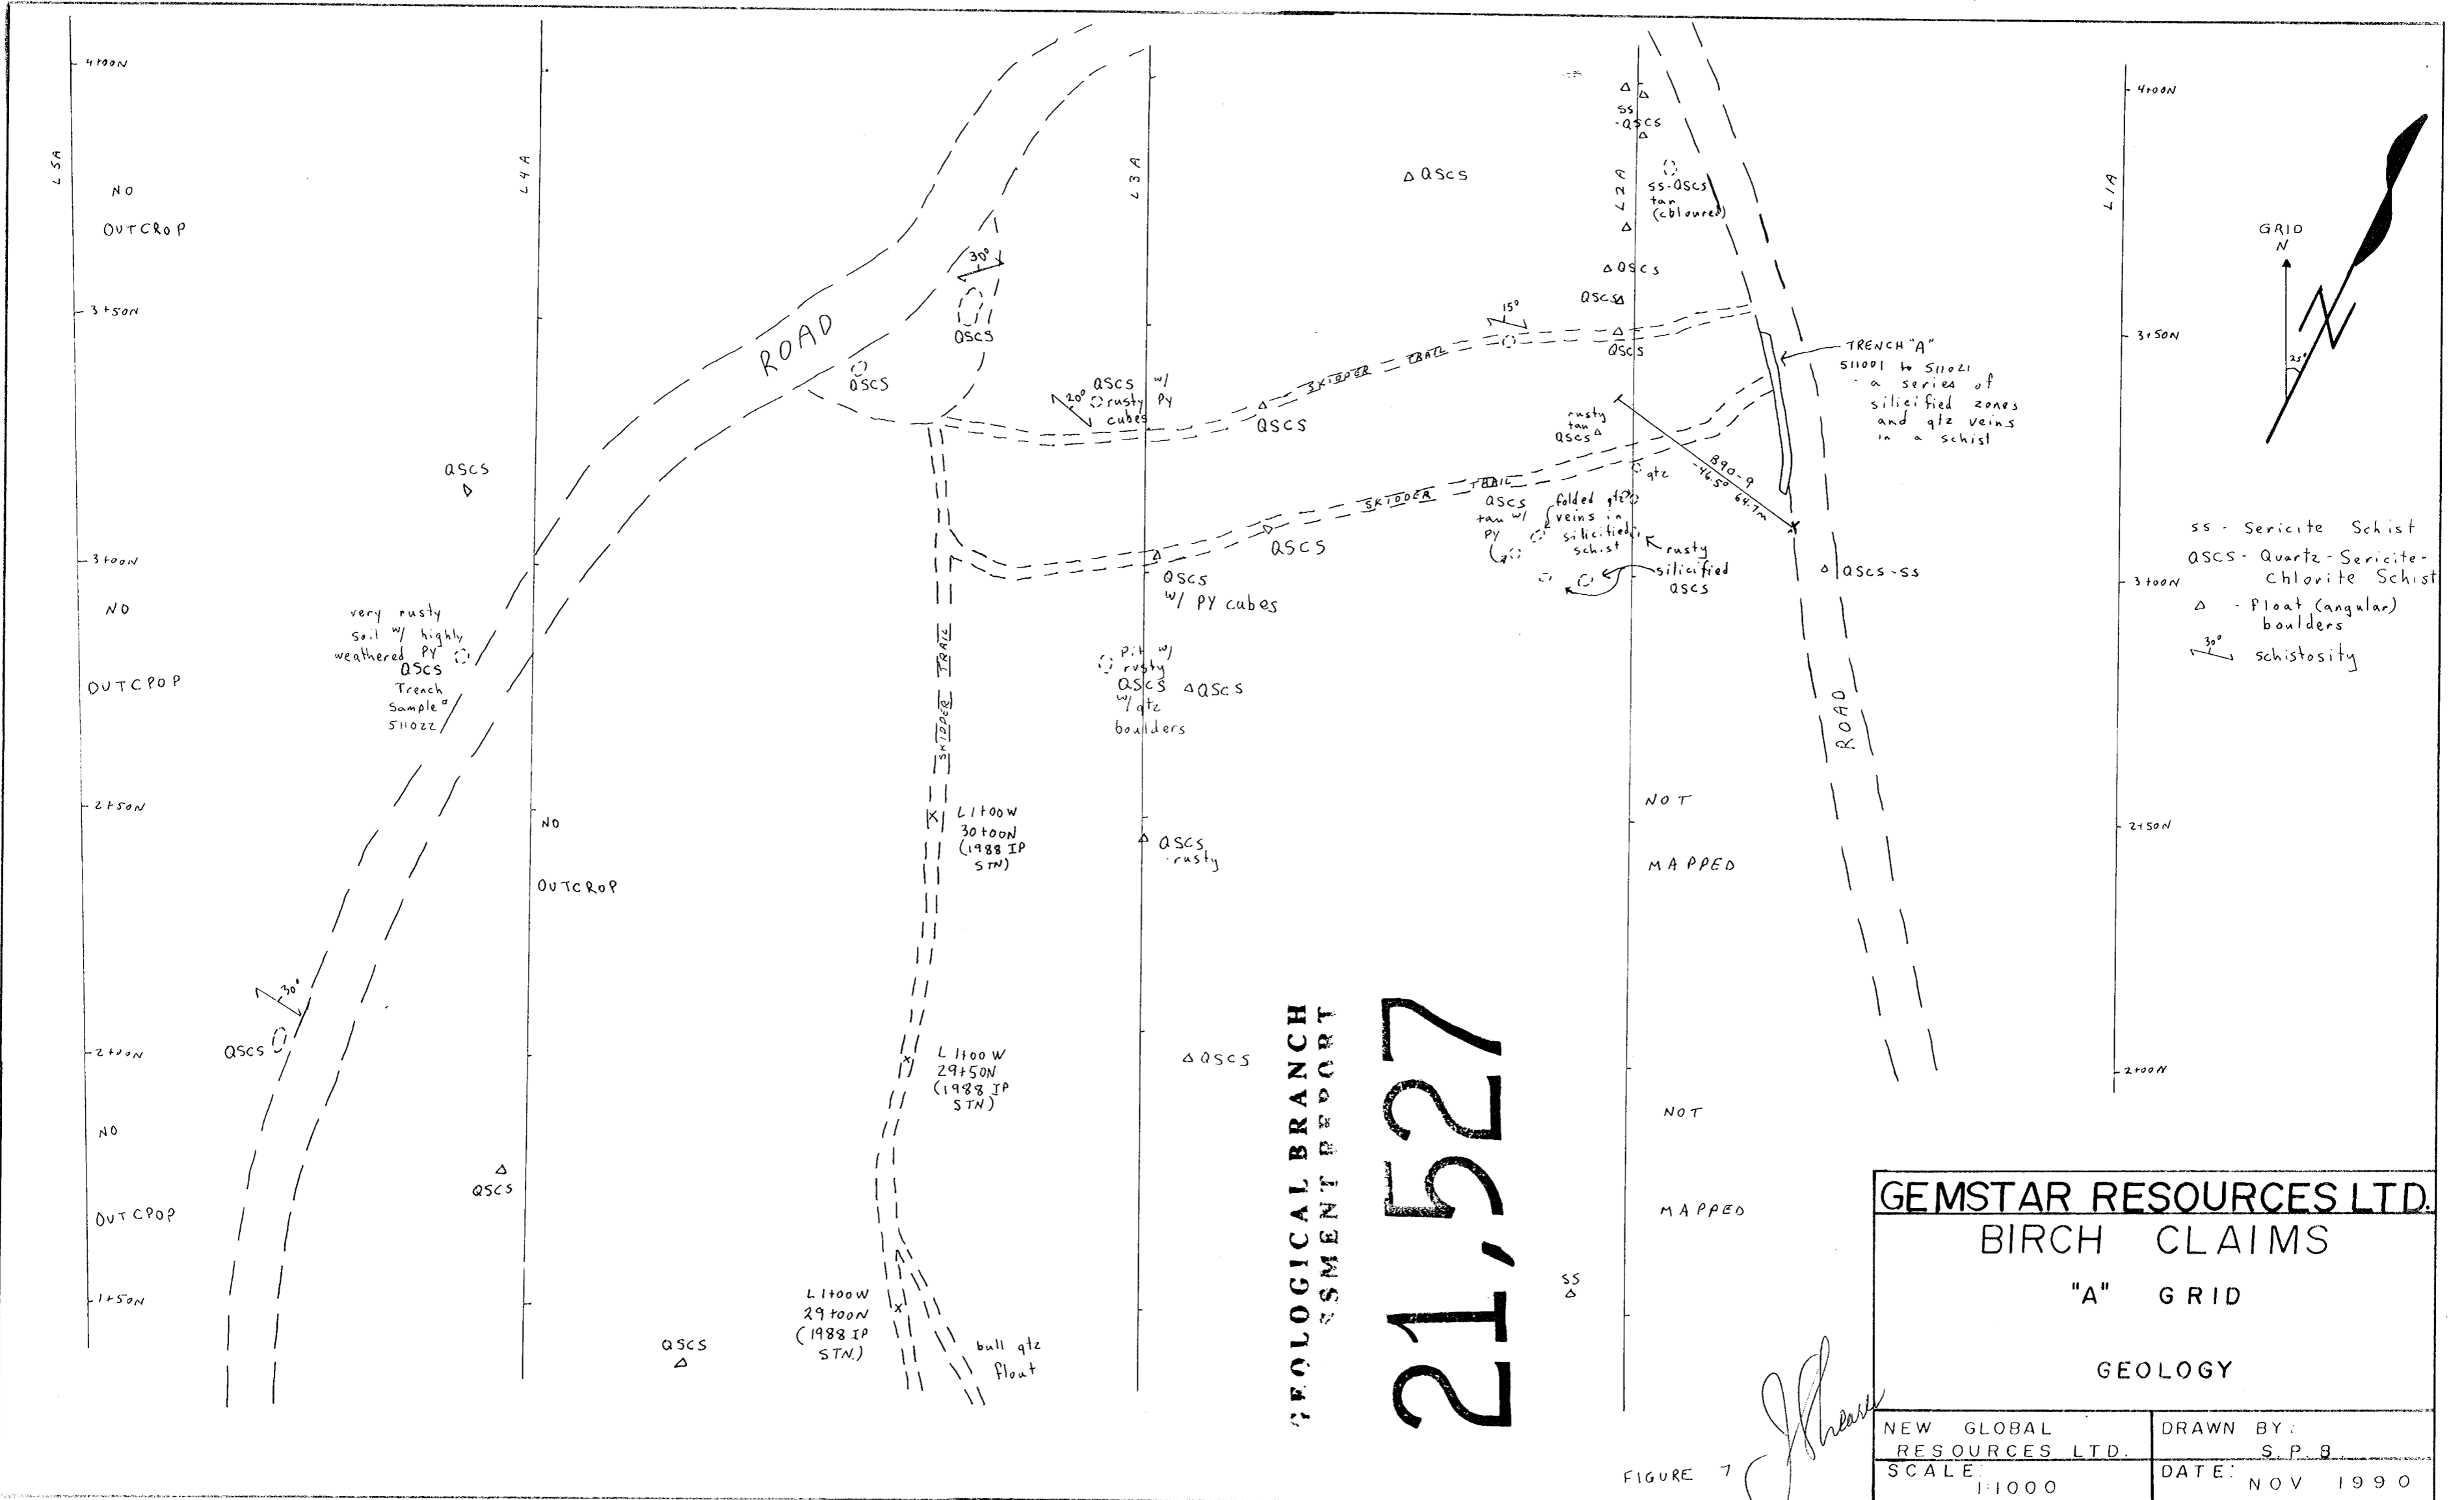 4+00N
L5A
NO
OUTCROP
3+50N
3+00N
NO
OUTCPOP
2+50N
2+00N
NO
OUTCPOP
1+50N
L4A
ROAD
QSCS
very rusty
soil w/ highly
weathered PY
QSCS
Trench
Sample#
511022
NO
OUTCROP
30°
QSCS
QSCS
QSCS
30°
QSCS
QSCS
L3A
20°
QSCS w/
rusty PY
cubes
SKIDDER TRAIL
QSCS
15°
QSCS
SKIDDER TRAIL
QSCS
QSCS
w/ PY cubes
SKIDDER TRAIL
Pit w/
rusty
QSCS
w/ qtz
boulders
QSCS
L1+00W
30+00N
(1988 IP
STN)
QSCS
rusty
L1+00W
29+50N
(1988 IP
STN)
QSCS
L1+00W
29+00N
(1988 IP
STN.)
bull qtz
float
QSCS
L2A
SS
-QSCS
SS-QSCS
tan
(coloured)
QSCS
QSCS
QSCS
rusty
tan
QSCS
qtz
B90-9
-46.5° 64.7m
QSCS
tan w/
PY
folded qtz
veins in
silicified
schist
rusty
silicified
QSCS
TRENCH "A"
511001 to 511021
- a series of
silicified zones
and qtz veins
in a schist
QSCS-SS
ROAD
NOT
MAPPED
NOT
MAPPED
SS
L1A
4+00N
3+50N
3+00N
2+50N
2+00N
GRID
N
25°
N
SS - Sericite Schist
QSCS - Quartz-Sericite-
Chlorite Schist
Δ - float (angular)
boulders
30° schistosity
GEOLOGICAL BRANCH
SMENT REPORT
21,527
GEMSTAR RESOURCES LTD.
BIRCH CLAIMS
"A" GRID
GEOLOGY
NEW GLOBAL
RESOURCES LTD.
DRAWN BY:
S.P.B.
SCALE
1:1000
DATE:
NOV 1990
FIGURE 7